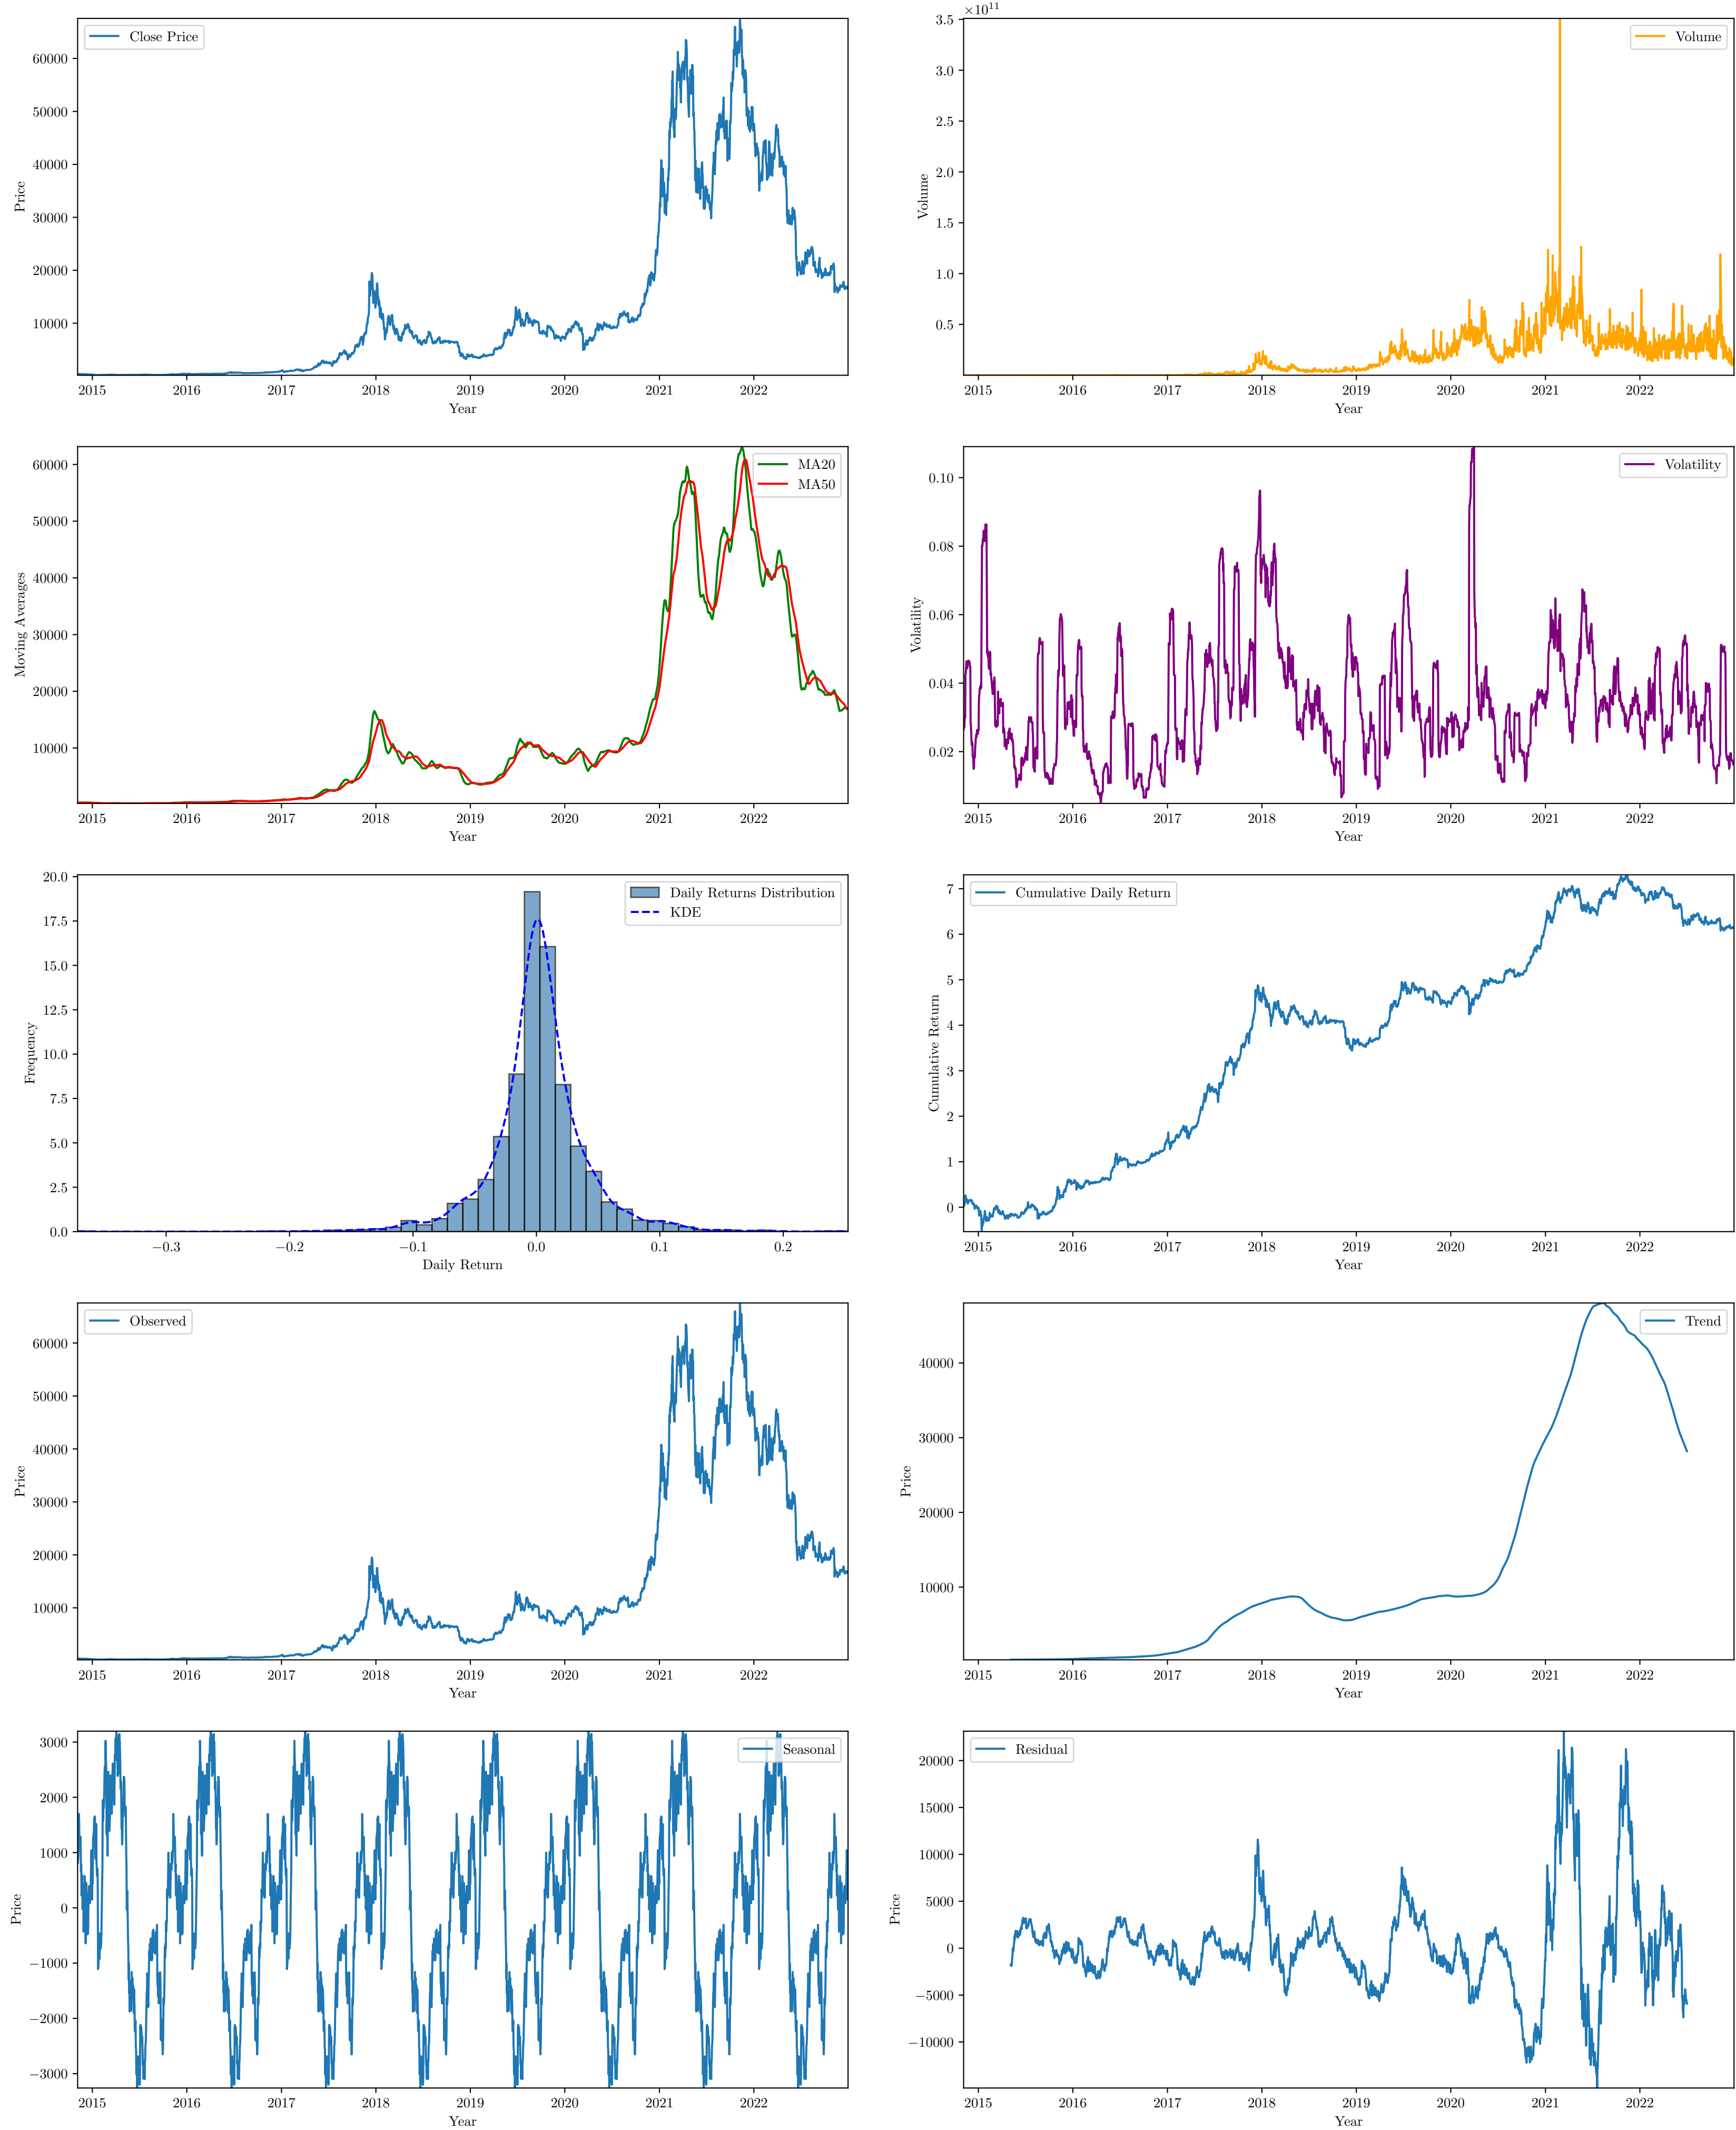 Close Price
60000
50000
40000
30000
20000
10000
Price
2015 2016 2017 2018 2019 2020 2021 2022
Year
×10¹¹
3.5
3.0
2.5
2.0
1.5
1.0
0.5
Volume
Volume
2015 2016 2017 2018 2019 2020 2021 2022
Year
MA20
MA50
60000
50000
40000
30000
20000
10000
Moving Averages
2015 2016 2017 2018 2019 2020 2021 2022
Year
Volatility
0.10
0.08
0.06
0.04
0.02
Volatility
2015 2016 2017 2018 2019 2020 2021 2022
Year
Daily Returns Distribution
KDE
20.0
17.5
15.0
12.5
10.0
7.5
5.0
2.5
0.0
Frequency
−0.3 −0.2 −0.1 0.0 0.1 0.2
Daily Return
Cumulative Daily Return
7
6
5
4
3
2
1
0
Cumulative Return
2015 2016 2017 2018 2019 2020 2021 2022
Year
Observed
60000
50000
40000
30000
20000
10000
Price
2015 2016 2017 2018 2019 2020 2021 2022
Year
Trend
40000
30000
20000
10000
Price
2015 2016 2017 2018 2019 2020 2021 2022
Year
Seasonal
3000
2000
1000
0
−1000
−2000
−3000
Price
2015 2016 2017 2018 2019 2020 2021 2022
Year
Residual
20000
15000
10000
5000
0
−5000
−10000
Price
2015 2016 2017 2018 2019 2020 2021 2022
Year